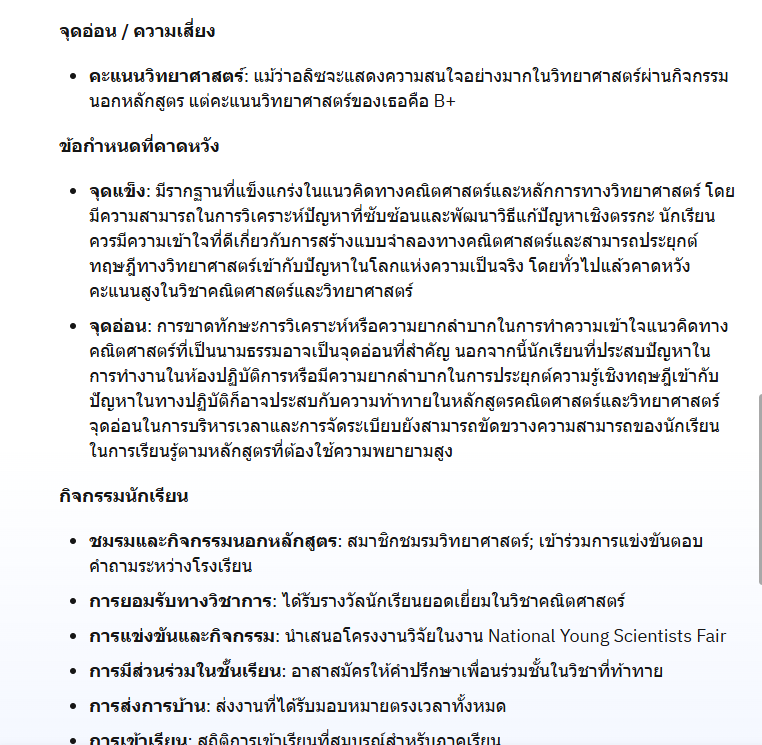 จุดอ่อน / ความเสี่ยง
คะแนนวิทยาศาสตร์: แม้ว่าอลิซจะแสดงความสนใจอย่างมากในวิทยาศาสตร์ผ่านกิจกรรม
นอกหลักสูตร แต่คะแนนวิทยาศาสตร์ของเธอคือ B+
ข้อกำหนดที่คาดหวัง
จุดแข็ง: มีรากฐานที่แข็งแกร่งในแนวคิดทางคณิตศาสตร์และหลักการทางวิทยาศาสตร์ โดย
มีความสามารถในการวิเคราะห์ปัญหาที่ซับซ้อนและพัฒนาวิธีแก้ปัญหาเชิงตรรกะ นักเรียน
ควรมีความเข้าใจที่ดีเกี่ยวกับการสร้างแบบจำลองทางคณิตศาสตร์และสามารถประยุกต์
ทฤษฎีทางวิทยาศาสตร์เข้ากับปัญหาในโลกแห่งความเป็นจริง โดยทั่วไปแล้วคาดหวัง
คะแนนสูงในวิชาคณิตศาสตร์และวิทยาศาสตร์
จุดอ่อน: การขาดทักษะการวิเคราะห์หรือความยากลำบากในการทำความเข้าใจแนวคิดทาง
คณิตศาสตร์ที่เป็นนามธรรมอาจเป็นจุดอ่อนที่สำคัญ นอกจากนี้นักเรียนที่ประสบปัญหาใน
การทำงานในห้องปฏิบัติการหรือมีความยากลำบากในการประยุกต์ความรู้เชิงทฤษฎีเข้ากับ
ปัญหาในทางปฏิบัติก็อาจประสบกับความท้าทายในหลักสูตรคณิตศาสตร์และวิทยาศาสตร์
จุดอ่อนในการบริหารเวลาและการจัดระเบียบยังสามารถขัดขวางความสามารถของนักเรียน
ในการเรียนรู้ตามหลักสูตรที่ต้องใช้ความพยายามสูง
กิจกรรมนักเรียน
ชมรมและกิจกรรมนอกหลักสูตร: สมาชิกชมรมวิทยาศาสตร์; เข้าร่วมการแข่งขันตอบ
คำถามระหว่างโรงเรียน
การยอมรับทางวิชาการ: ได้รับรางวัลนักเรียนยอดเยี่ยมในวิชาคณิตศาสตร์
การแข่งขันและกิจกรรม: นำเสนอโครงงานวิจัยในงาน National Young Scientists Fair
การมีส่วนร่วมในชั้นเรียน: อาสาสมัครให้คำปรึกษาเพื่อนร่วมชั้นในวิชาที่ท้าทาย
การส่งการบ้าน: ส่งงานที่ได้รับมอบหมายตรงเวลาทั้งหมด
การเข้าเรียน: สถิติการเข้าเรียนที่สมบูรณ์สำหรับภาคเรียน